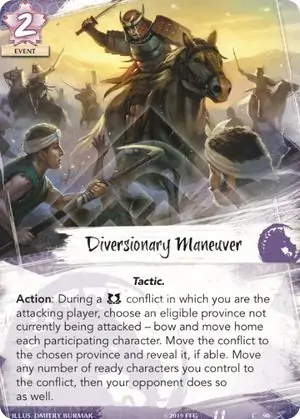 2
EVENT
Diversionary Maneuver
Tactic.
Action: During a conflict in which you are the
attacking player, choose an eligible province not
currently being attacked – bow and move home
each participating character. Move the conflict to
the chosen province and reveal it, if able. Move
any number of ready characters you control to
the conflict, then your opponent does so
as well.
ILLUS. DMITRY BURMAK
© 2019 FFG